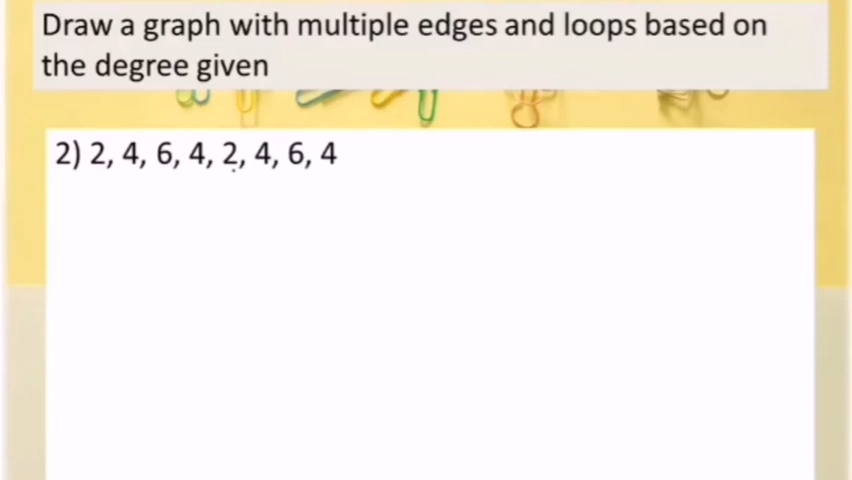 Draw a graph with multiple edges and loops based on
the degree given
2) 2, 4, 6, 4, 2, 4, 6, 4